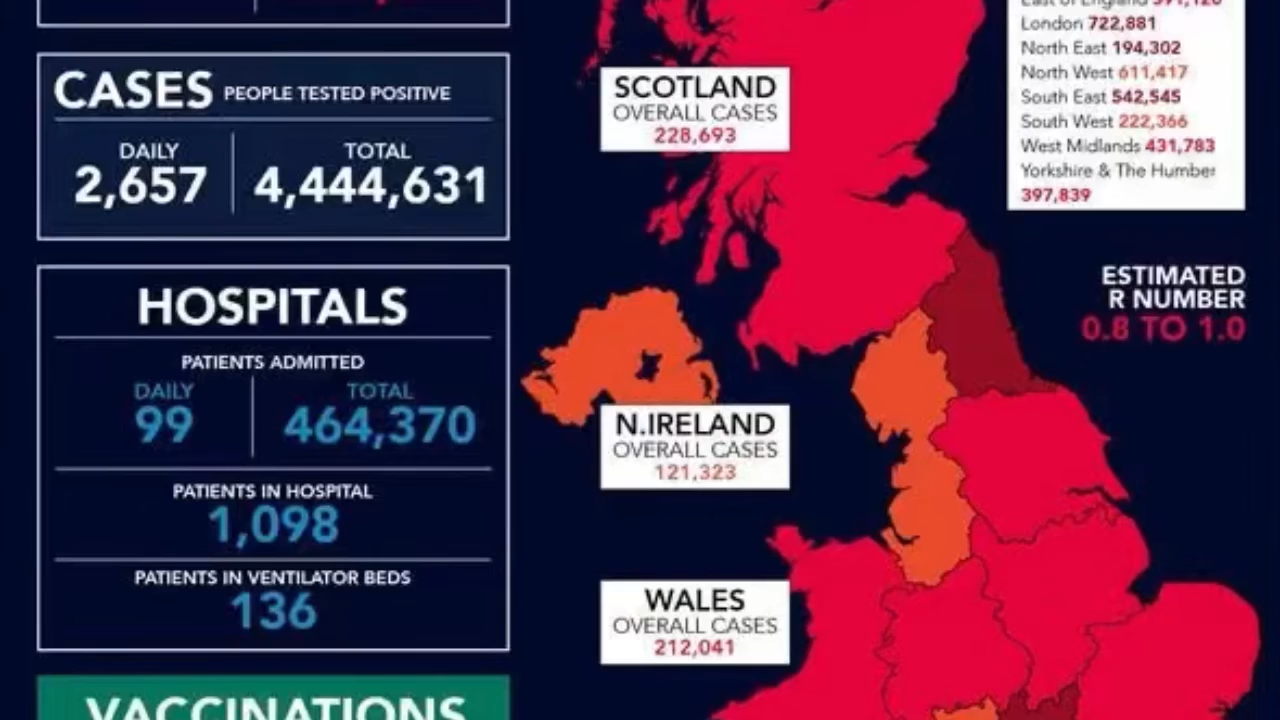 CASES PEOPLE TESTED POSITIVE
DAILY
2,657
TOTAL
4,444,631
HOSPITALS
PATIENTS ADMITTED
DAILY
99
TOTAL
464,370
PATIENTS IN HOSPITAL
1,098
PATIENTS IN VENTILATOR BEDS
136
VACCINATIONS
SCOTLAND
OVERALL CASES
228,693
N.IRELAND
OVERALL CASES
121,323
WALES
OVERALL CASES
212,041
East of England
London 722,881
North East 194,302
North West 611,417
South East 542,545
South West 222,366
West Midlands 431,783
Yorkshire & The Humber
397,839
ESTIMATED
R NUMBER
0.8 TO 1.0